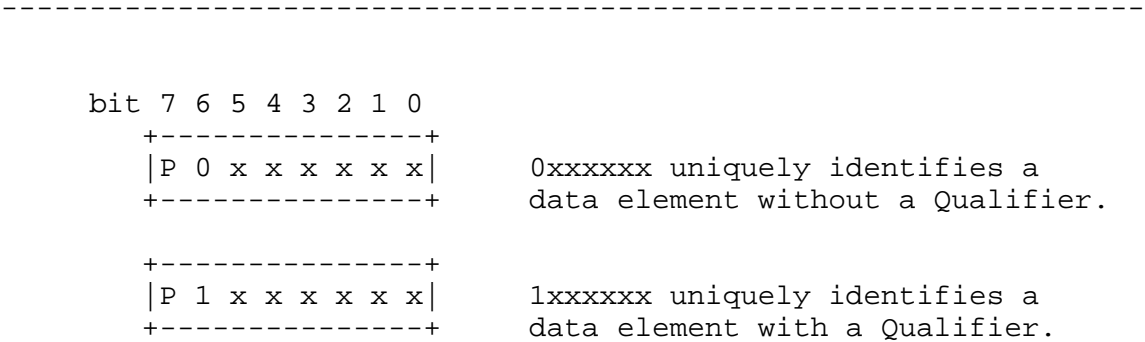 -----------------------------------------------------------------
bit 7 6 5 4 3 2 1 0
+---------------+
|P 0 x x x x x x|     0xxxxxx uniquely identifies a
+---------------+     data element without a Qualifier.
+---------------+
|P 1 x x x x x x|     1xxxxxx uniquely identifies a
+---------------+     data element with a Qualifier.